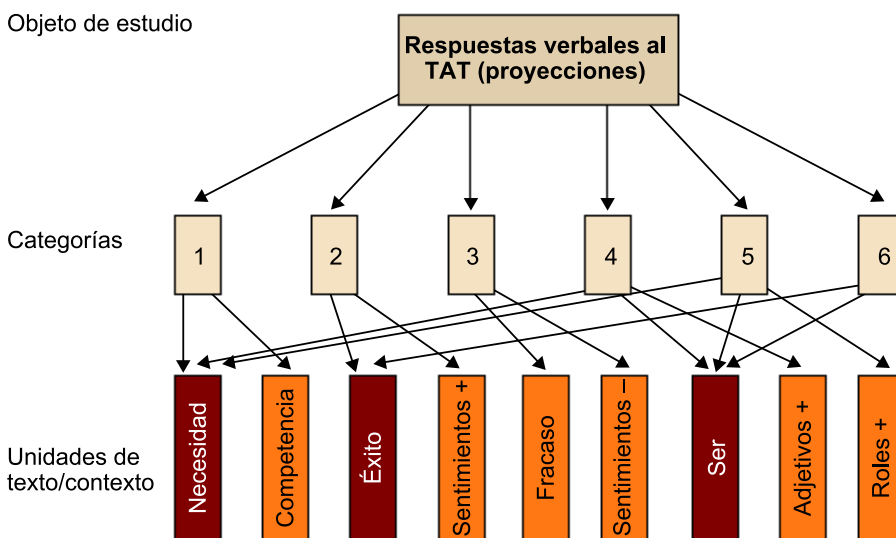 Objeto de estudio
Respuestas verbales al
TAT (proyecciones)
Categorías
1
2
3
4
5
6
Unidades de
texto/contexto
Necesidad
Competencia
Éxito
Sentimientos +
Fracaso
Sentimientos –
Ser
Adjetivos +
Roles +